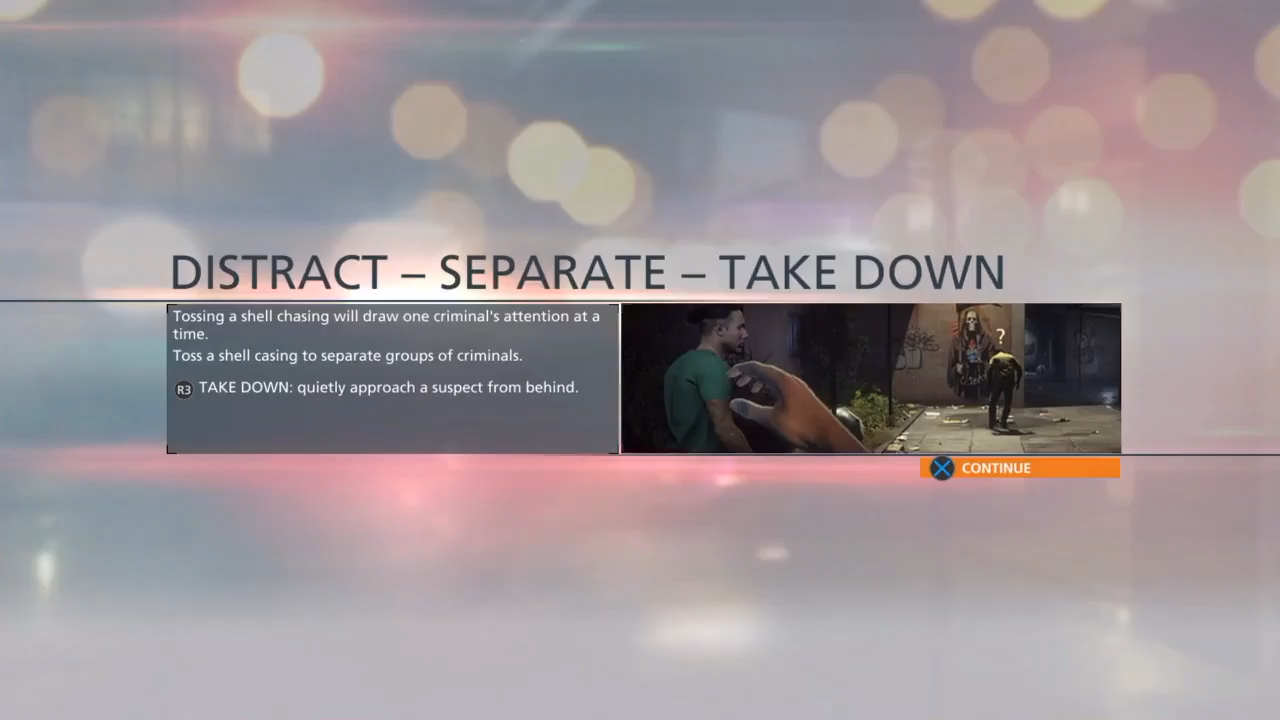 DISTRACT – SEPARATE – TAKE DOWN
Tossing a shell chasing will draw one criminal's attention at a
time.
Toss a shell casing to separate groups of criminals.
R3 TAKE DOWN: quietly approach a suspect from behind.
?
CONTINUE